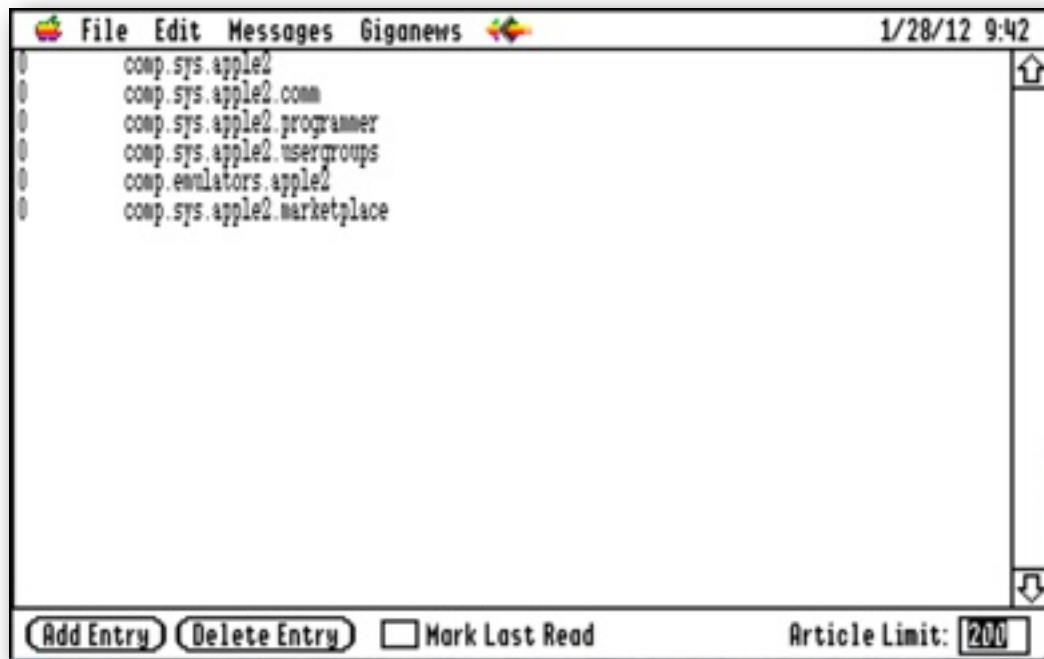 File Edit Messages Giganews 1/28/12 9:42
0 comp.sys.apple2
0 comp.sys.apple2.comm
0 comp.sys.apple2.programmer
0 comp.sys.apple2.usergroups
0 comp.emulators.apple2
0 comp.sys.apple2.marketplace
Add Entry Delete Entry Mark Last Read Article Limit: 200